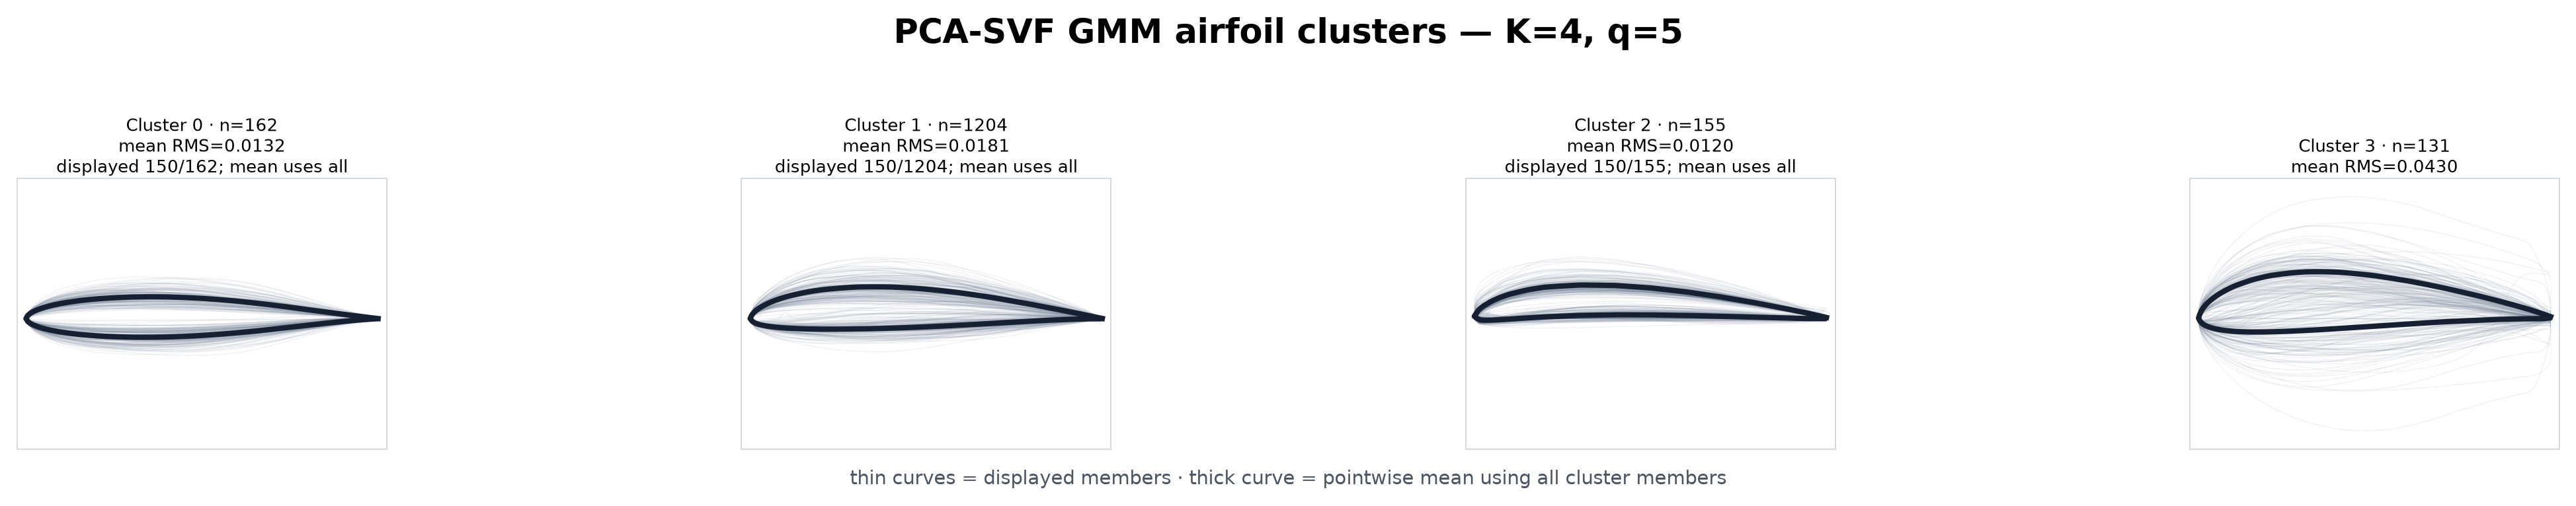 PCA-SVF GMM airfoil clusters — K=4, q=5
Cluster 0 · n=162
mean RMS=0.0132
displayed 150/162; mean uses all
Cluster 1 · n=1204
mean RMS=0.0181
displayed 150/1204; mean uses all
Cluster 2 · n=155
mean RMS=0.0120
displayed 150/155; mean uses all
Cluster 3 · n=131
mean RMS=0.0430
thin curves = displayed members · thick curve = pointwise mean using all cluster members